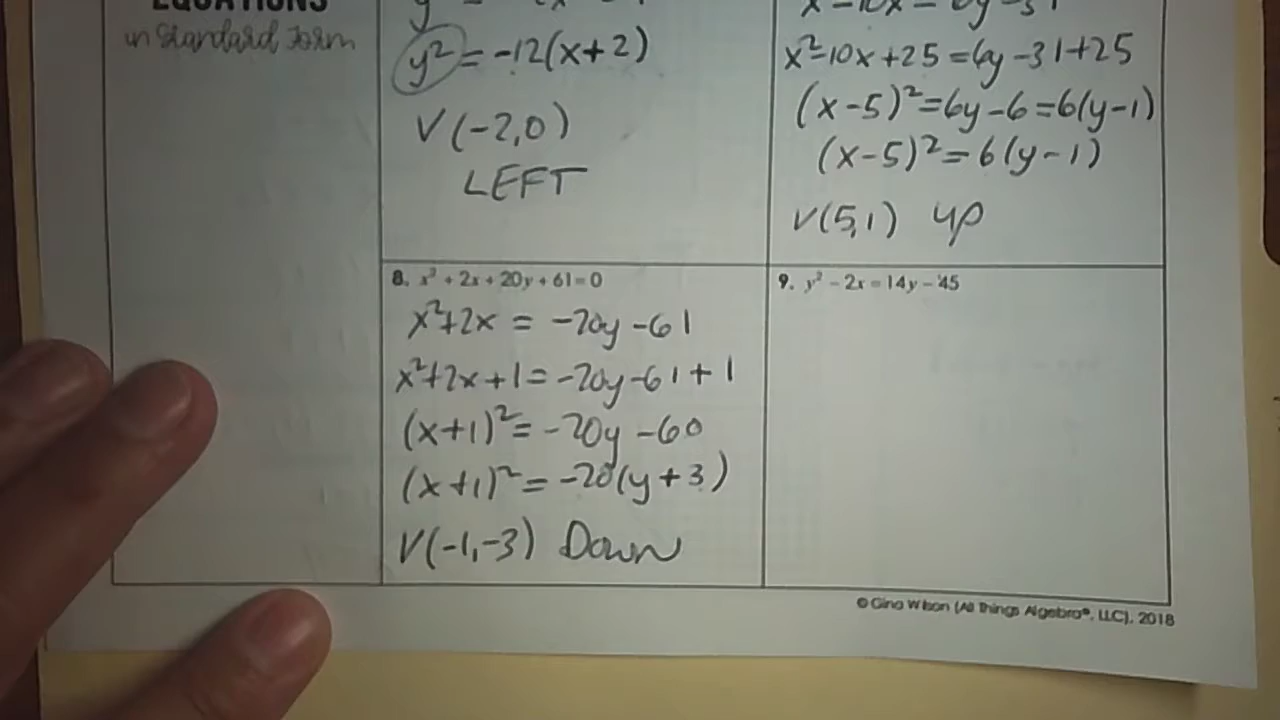 EQUATIONS
in Standard Form
y² = -12(x+2)
V(-2,0)
LEFT
x²-10x+25=6y-31+25
(x-5)²=6y-6=6(y-1)
(x-5)²=6(y-1)
V(5,1) up
8. x² + 2x + 20y + 61 = 0
x²+2x = -20y-61
x²+2x+1=-20y-61+1
(x+1)²=-20y-60
(x+1)²=-20(y+3)
V(-1,-3) Down
9. y² - 2x = 14y - 45
© Gina Wilson (All Things Algebra®, LLC), 2018